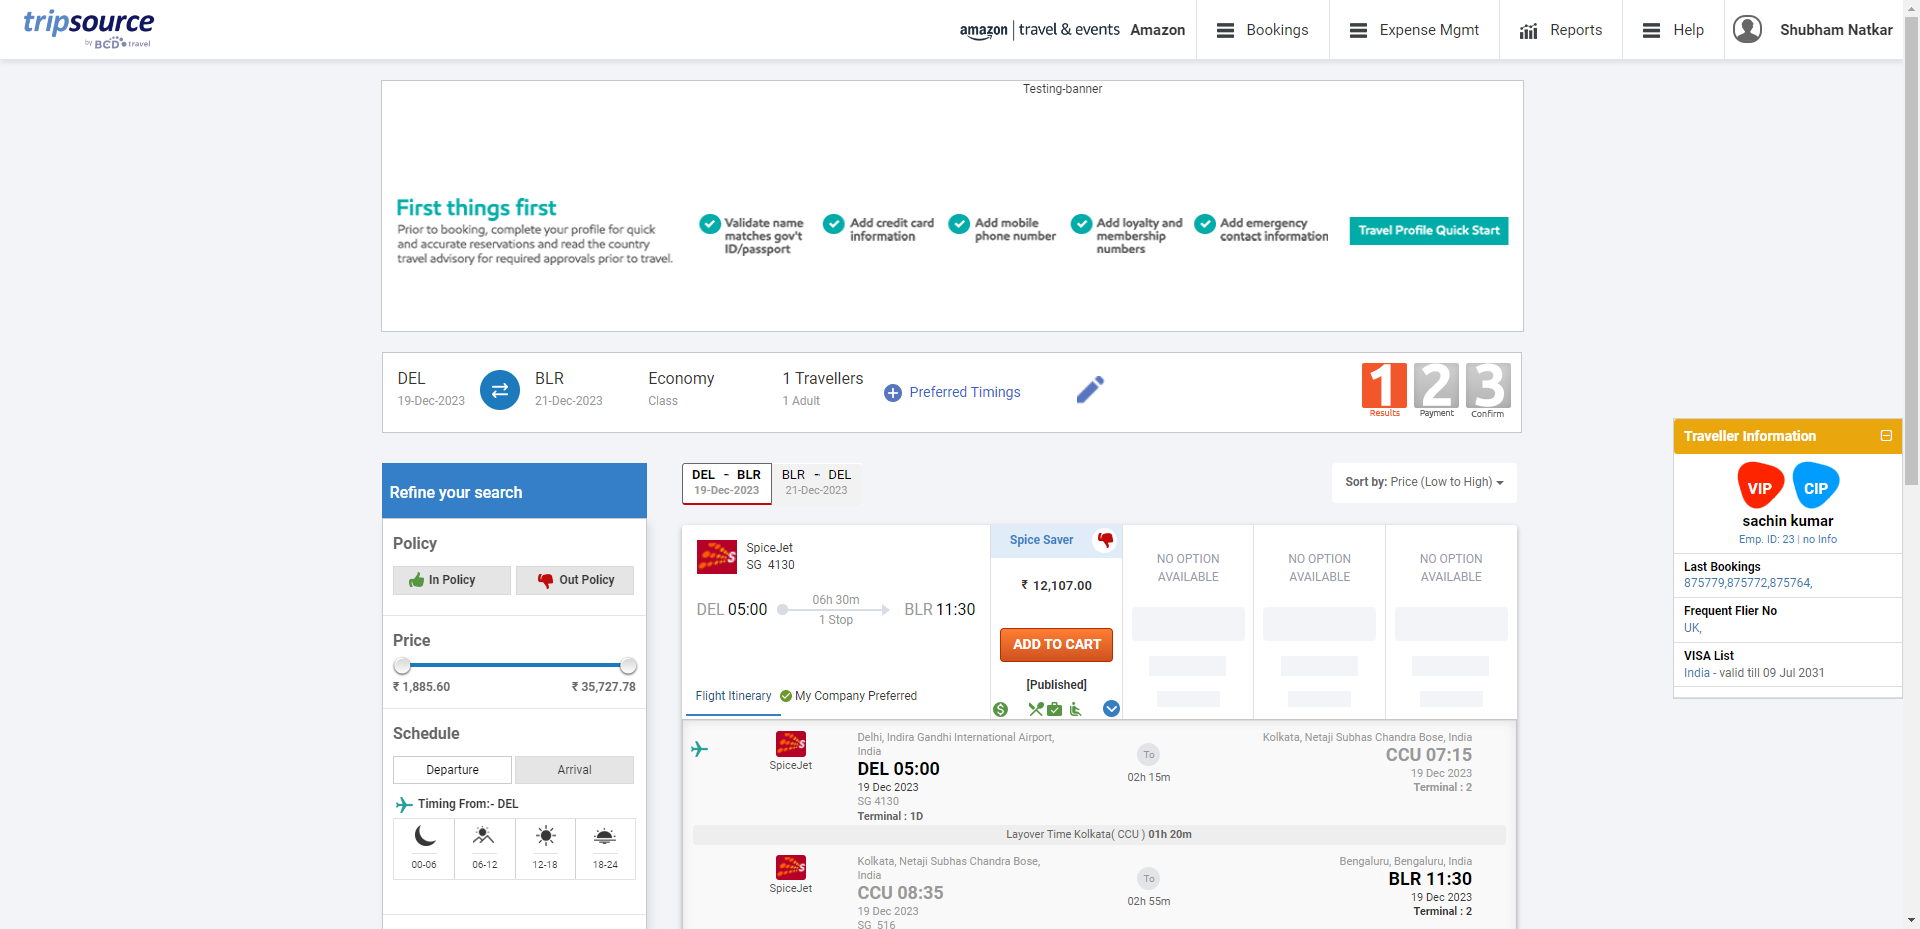 tripsource
by BCD travel
amazon | travel & events Amazon
Bookings
Expense Mgmt
Reports
Help
Shubham Natkar
Testing-banner
First things first
Prior to booking, complete your profile for quick
and accurate reservations and read the country
travel advisory for required approvals prior to travel.
Validate name
matches gov't
ID/passport
Add credit card
information
Add mobile
phone number
Add loyalty and
membership
numbers
Add emergency
contact information
Travel Profile Quick Start
DEL
19-Dec-2023
BLR
21-Dec-2023
Economy
Class
1 Travellers
1 Adult
Preferred Timings
1
Results
2
Payment
3
Confirm
Traveller Information
VIP
CIP
sachin kumar
Emp. ID: 23 | no Info
Last Bookings
875779,875772,875764,
Frequent Flier No
UK,
VISA List
India - valid till 09 Jul 2031
Refine your search
Policy
In Policy
Out Policy
Price
₹ 1,885.60
₹ 35,727.78
Schedule
Departure
Arrival
Timing From:- DEL
00-06
06-12
12-18
18-24
DEL - BLR
19-Dec-2023
BLR - DEL
21-Dec-2023
Sort by: Price (Low to High)
SpiceJet
SG 4130
DEL 05:00
06h 30m
1 Stop
BLR 11:30
Flight Itinerary
My Company Preferred
Spice Saver
₹ 12,107.00
ADD TO CART
[Published]
NO OPTION
AVAILABLE
NO OPTION
AVAILABLE
NO OPTION
AVAILABLE
SpiceJet
Delhi, Indira Gandhi International Airport,
India
DEL 05:00
19 Dec 2023
SG 4130
Terminal : 1D
To
02h 15m
Kolkata, Netaji Subhas Chandra Bose, India
CCU 07:15
19 Dec 2023
Terminal : 2
Layover Time Kolkata( CCU ) 01h 20m
SpiceJet
Kolkata, Netaji Subhas Chandra Bose,
India
CCU 08:35
19 Dec 2023
SG 516
To
02h 55m
Bengaluru, Bengaluru, India
BLR 11:30
19 Dec 2023
Terminal : 2